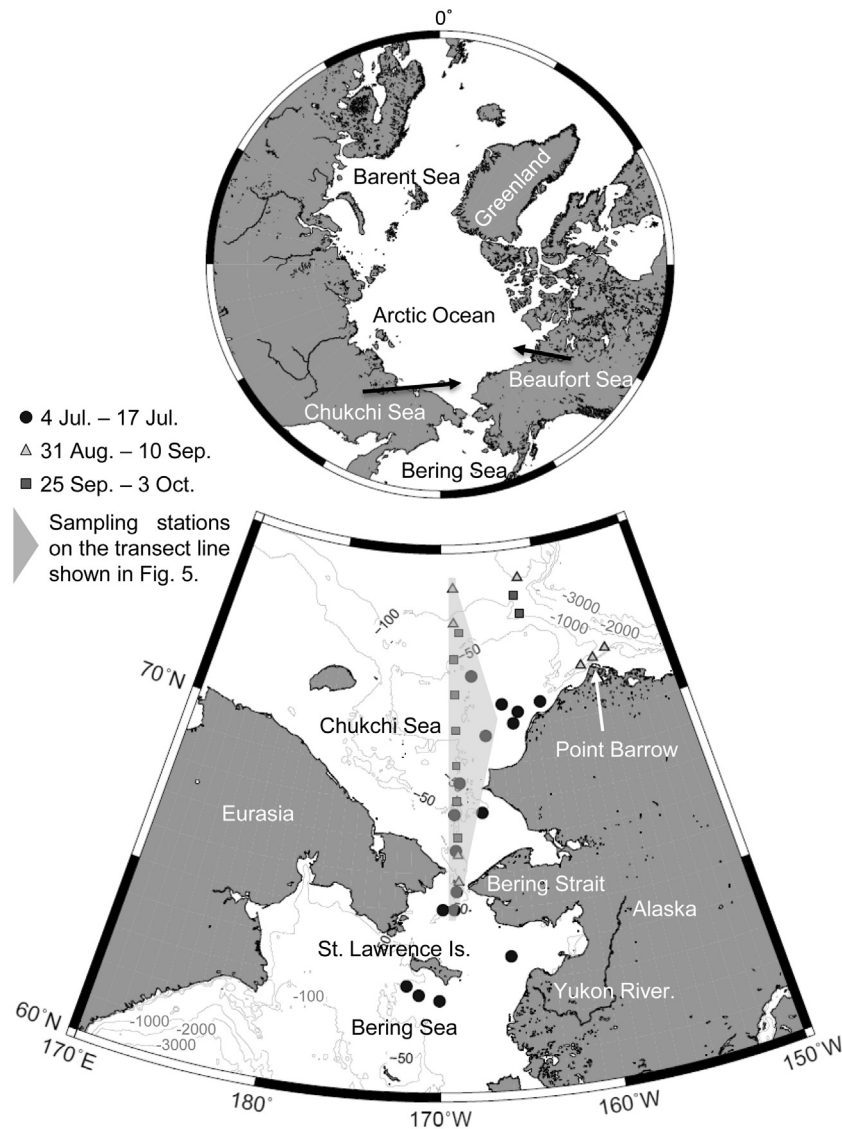 0°
Barent Sea
Greenland
Arctic Ocean
Beaufort Sea
Chukchi Sea
Bering Sea
4 Jul. – 17 Jul.
31 Aug. – 10 Sep.
25 Sep. – 3 Oct.
Sampling stations
on the transect line
shown in Fig. 5.
-3000
-2000
-1000
-100
-50
70°N
Chukchi Sea
Point Barrow
-50
Eurasia
Bering Strait
Alaska
St. Lawrence Is.
Yukon River.
-100
60°N
-1000
-2000
-3000
Bering Sea
-50
170°E
180°
170°W
160°W
150°W